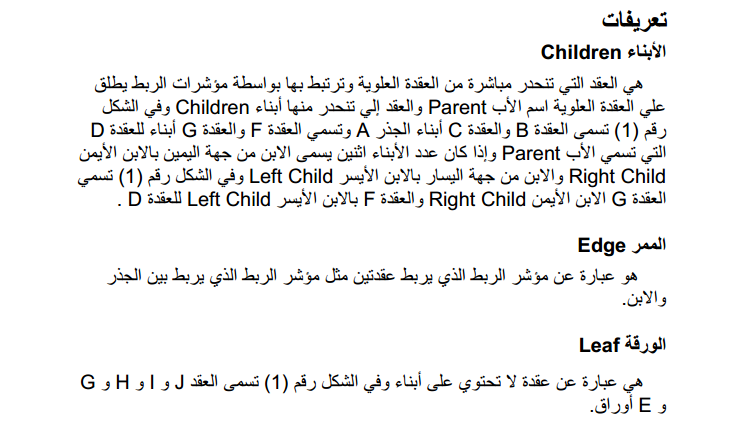 تعريفات
الأبناء Children
هي العقد التي تنحدر مباشرة من العقدة العلوية وترتبط بها بواسطة مؤشرات الربط يطلق
علي العقدة العلوية اسم الأب Parent والعقد إلي تنحدر منها أبناء Children وفي الشكل
رقم (1) تسمى العقدة B والعقدة C أبناء الجذر A وتسمي العقدة F والعقدة G أبناء للعقدة D
التي تسمي الأب Parent وإذا كان عدد الأبناء اثنين يسمى الابن من جهة اليمين بالابن الأيمن
Right Child والابن من جهة اليسار بالابن الأيسر Left Child وفي الشكل رقم (1) تسمي
العقدة G الابن الأيمن Right Child والعقدة F بالابن الأيسر Left Child للعقدة D .
الممر Edge
هو عبارة عن مؤشر الربط الذي يربط عقدتين مثل مؤشر الربط الذي يربط بين الجذر
والابن.
الورقة Leaf
هي عبارة عن عقدة لا تحتوي على أبناء وفي الشكل رقم (1) تسمى العقد J و I و H و G
و E أوراق.